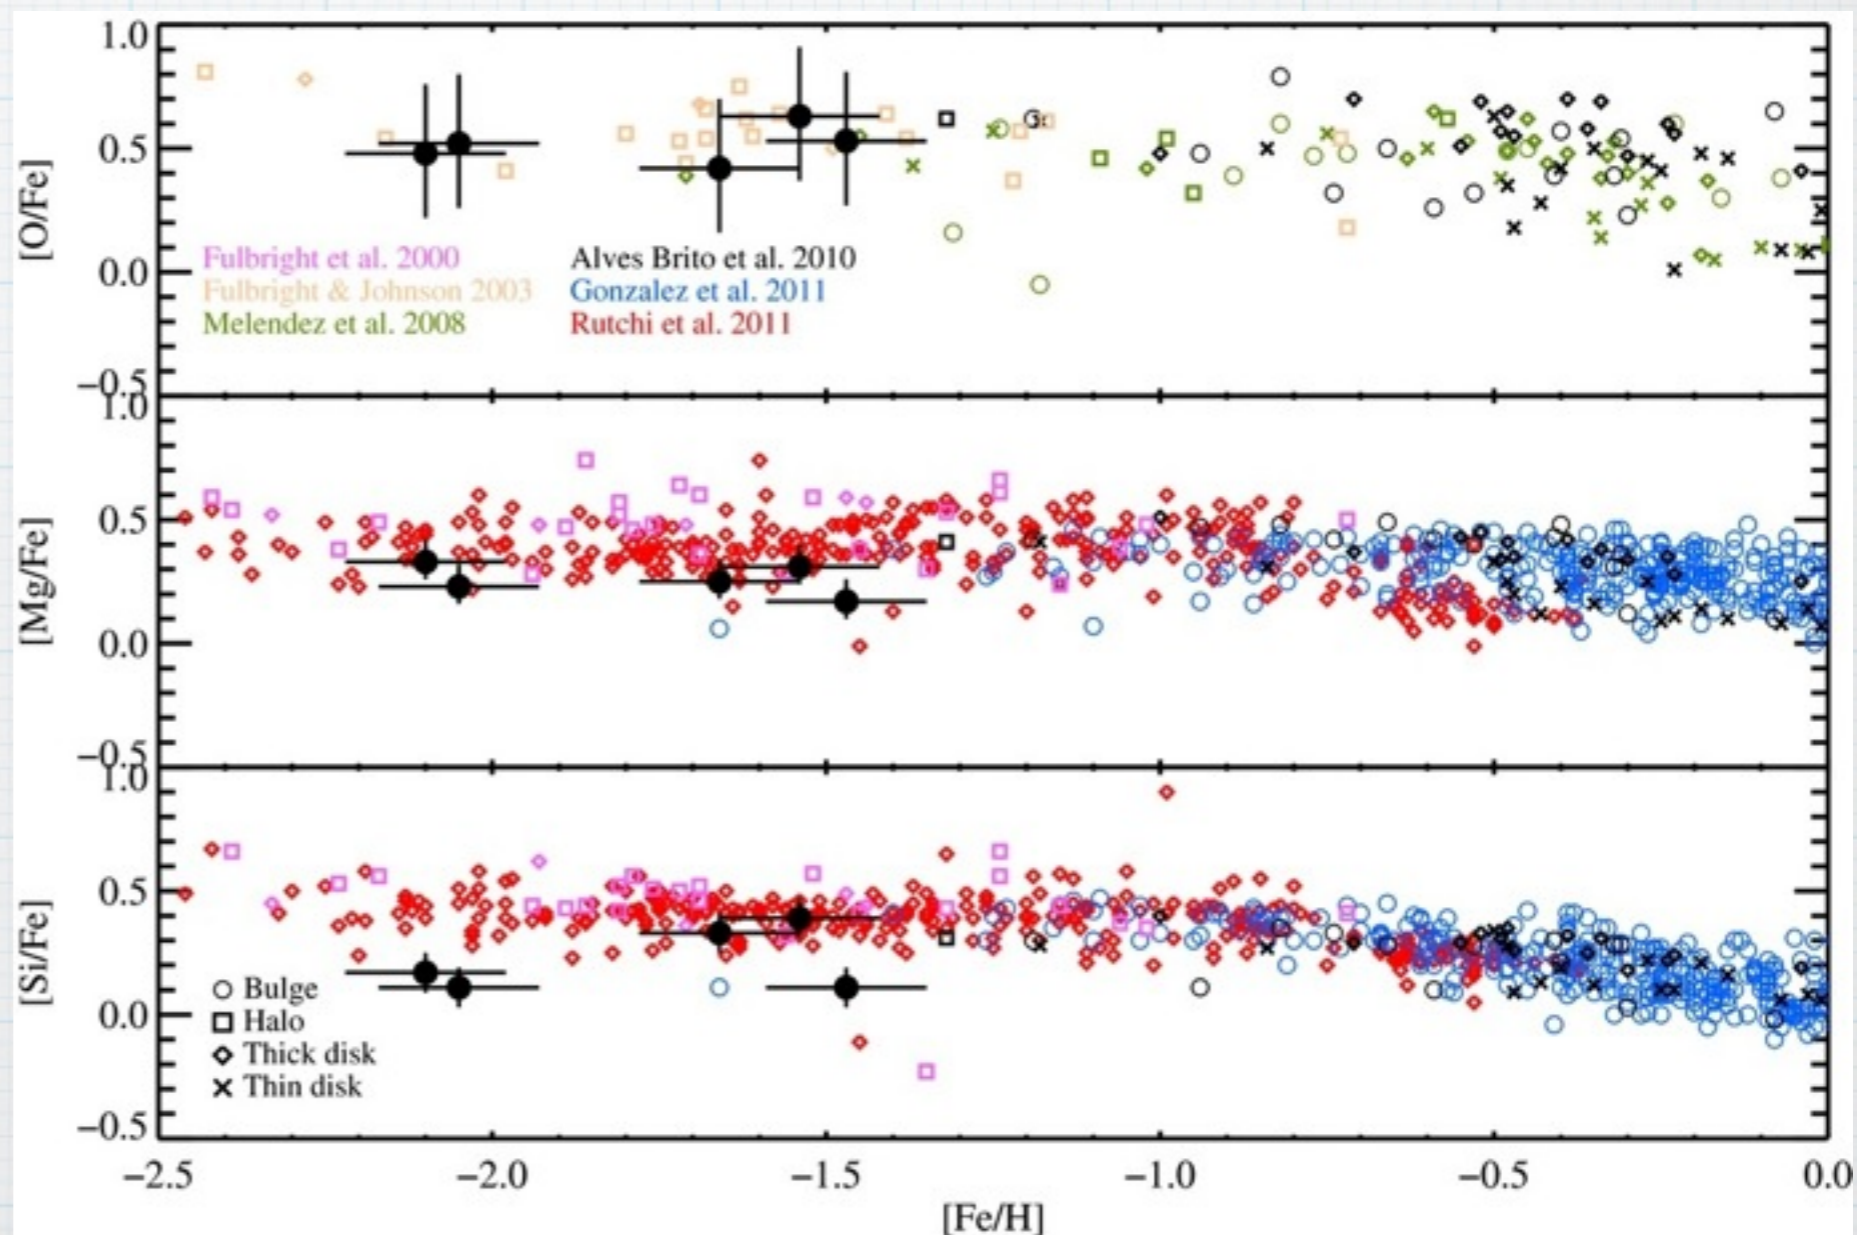 1.0
0.5
0.0
−0.5
[O/Fe]
Fulbright et al. 2000
Fulbright & Johnson 2003
Melendez et al. 2008
Alves Brito et al. 2010
Gonzalez et al. 2011
Rutchi et al. 2011
1.0
0.5
0.0
−0.5
[Mg/Fe]
1.0
0.5
0.0
−0.5
[Si/Fe]
Bulge
Halo
Thick disk
Thin disk
−2.5 −2.0 −1.5 −1.0 −0.5 0.0
[Fe/H]